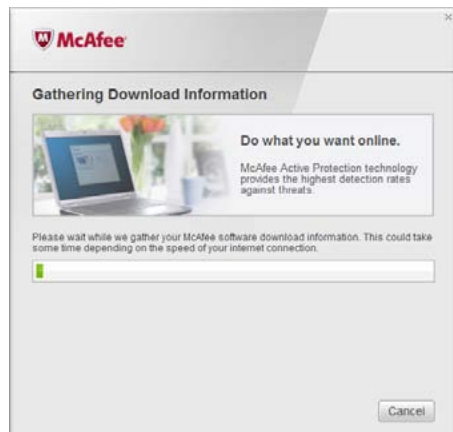 McAfee
Gathering Download Information
Do what you want online.
McAfee Active Protection technology
provides the highest detection rates
against threats.
Please wait while we gather your McAfee software download information. This could take
some time depending on the speed of your internet connection.
Cancel